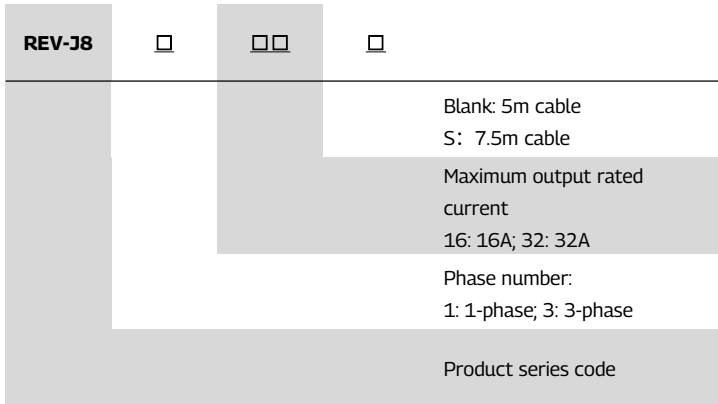 REV-J8 □ □□ □
Blank: 5m cable
S： 7.5m cable
Maximum output rated
current
16: 16A; 32: 32A
Phase number:
1: 1-phase; 3: 3-phase
Product series code